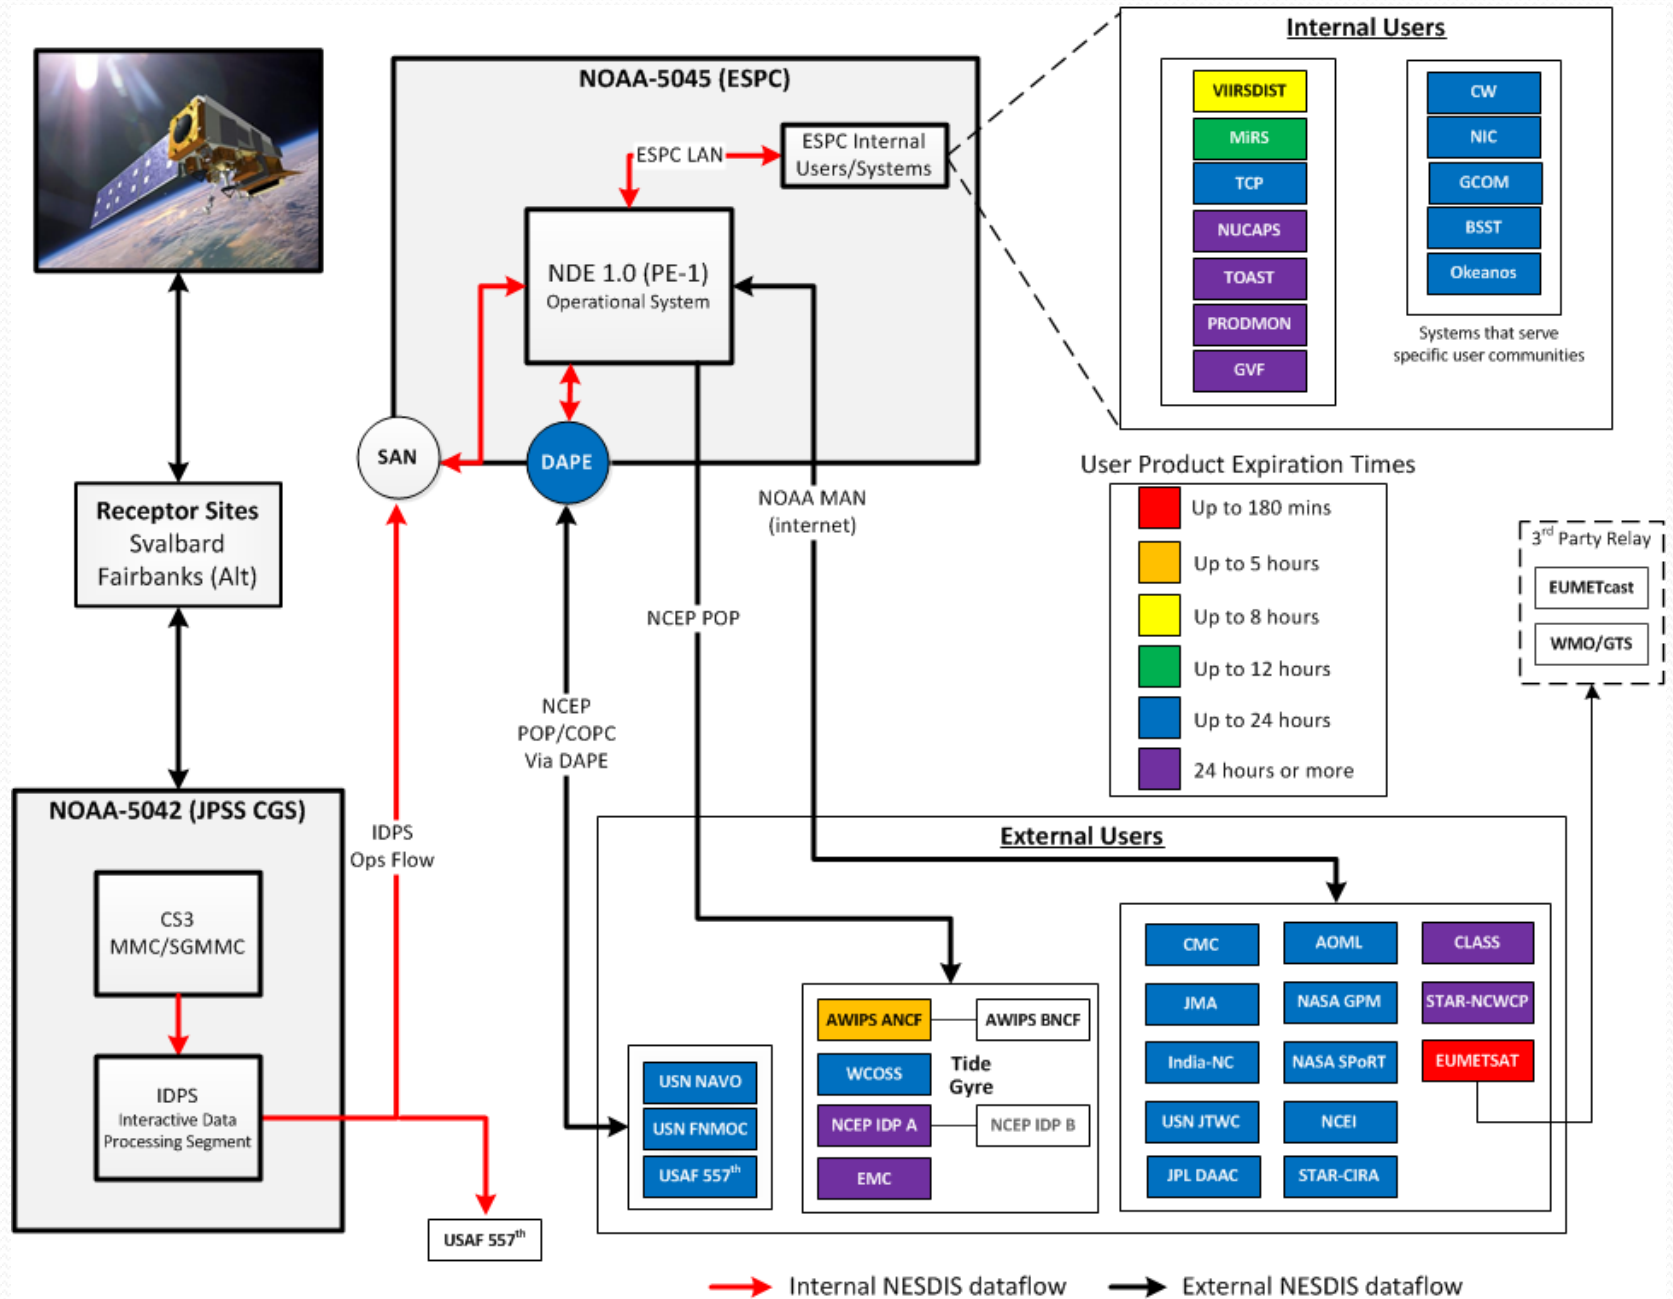 NOAA-5045 (ESPC)
ESPC LAN
ESPC Internal
Users/Systems
NDE 1.0 (PE-1)
Operational System
SAN
DAPE
Internal Users
VIIRSDIST
MiRS
TCP
NUCAPS
TOAST
PRODMON
GVF
CW
NIC
GCOM
BSST
Okeanos
Systems that serve
specific user communities
Receptor Sites
Svalbard
Fairbanks (Alt)
NOAA MAN
(internet)
NCEP POP
NCEP
POP/COPC
Via DAPE
User Product Expiration Times
Up to 180 mins
Up to 5 hours
Up to 8 hours
Up to 12 hours
Up to 24 hours
24 hours or more
3rd Party Relay
EUMETcast
WMO/GTS
NOAA-5042 (JPSS CGS)
CS3
MMC/SGMMC
IDPS
Interactive Data
Processing Segment
IDPS
Ops Flow
USAF 557th
External Users
USN NAVO
USN FNMOC
USAF 557th
AWIPS ANCF
AWIPS BNCF
WCOSS
Tide
Gyre
NCEP IDP A
NCEP IDP B
EMC
CMC
JMA
India-NC
USN JTWC
JPL DAAC
AOML
NASA GPM
NASA SPoRT
NCEI
STAR-CIRA
CLASS
STAR-NCWCP
EUMETSAT
Internal NESDIS dataflow
External NESDIS dataflow